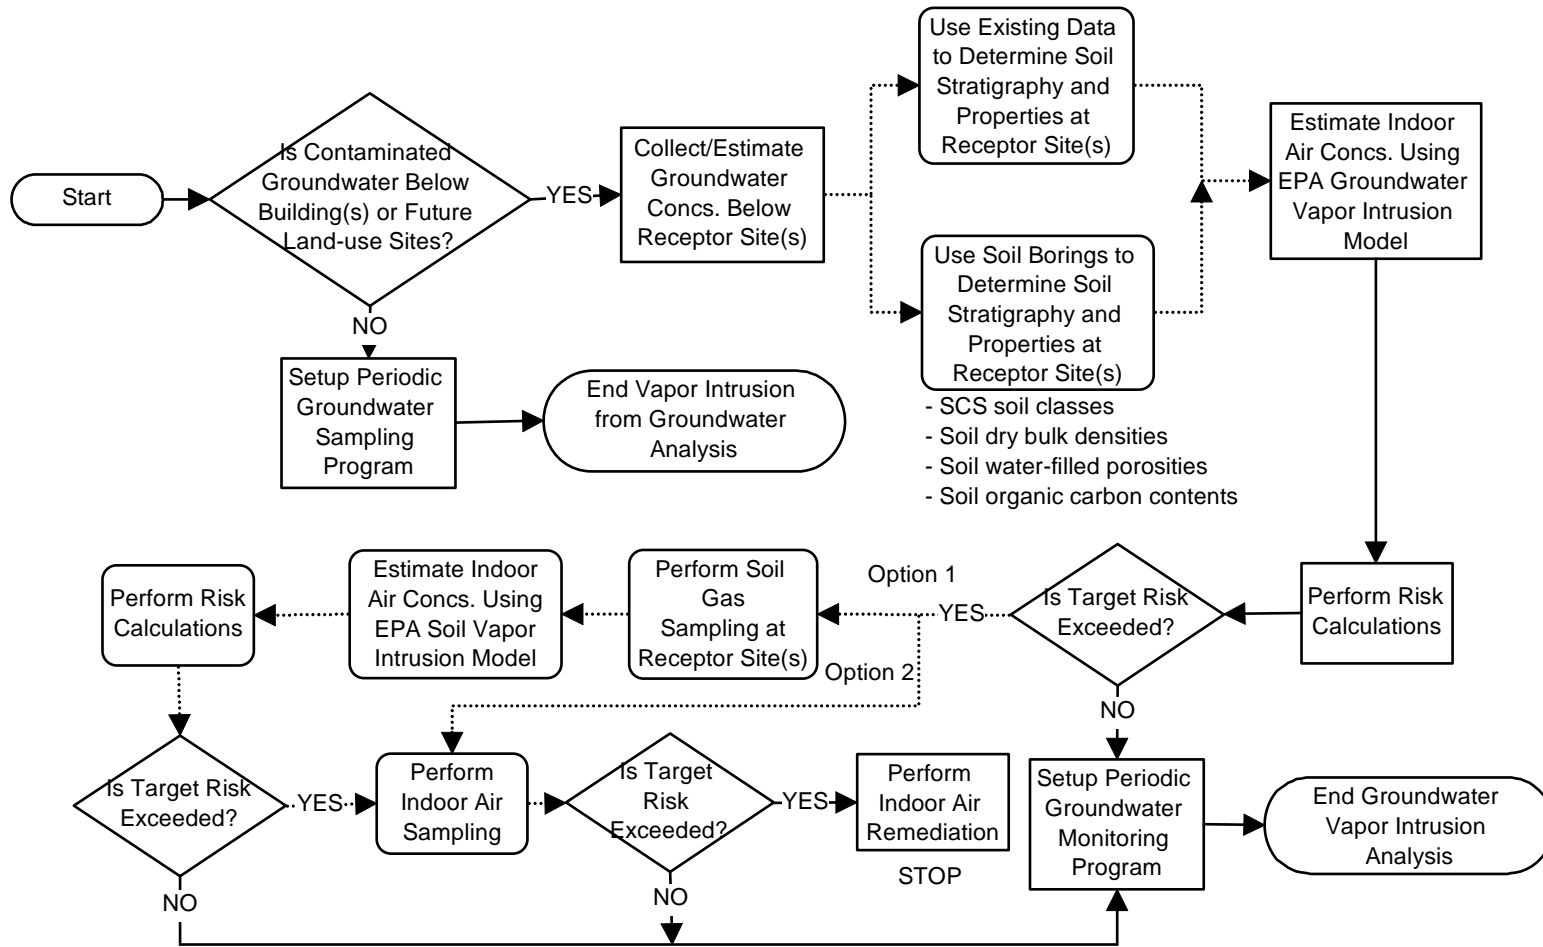 Start
Is Contaminated
Groundwater Below
Building(s) or Future
Land-use Sites?
YES
NO
Collect/Estimate
Groundwater
Concs. Below
Receptor Site(s)
Use Existing Data
to Determine Soil
Stratigraphy and
Properties at
Receptor Site(s)
Use Soil Borings to
Determine Soil
Stratigraphy and
Properties at
Receptor Site(s)
- SCS soil classes
- Soil dry bulk densities
- Soil water-filled porosities
- Soil organic carbon contents
Estimate Indoor
Air Concs. Using
EPA Groundwater
Vapor Intrusion
Model
Setup Periodic
Groundwater
Sampling
Program
End Vapor Intrusion
from Groundwater
Analysis
Perform Risk
Calculations
Is Target Risk
Exceeded?
YES
NO
Option 1
Option 2
Perform Soil
Gas
Sampling at
Receptor Site(s)
Estimate Indoor
Air Concs. Using
EPA Soil Vapor
Intrusion Model
Perform Risk
Calculations
Is Target Risk
Exceeded?
YES
NO
Perform
Indoor Air
Sampling
Is Target
Risk
Exceeded?
YES
NO
Perform
Indoor Air
Remediation
STOP
Setup Periodic
Groundwater
Monitoring
Program
End Groundwater
Vapor Intrusion
Analysis